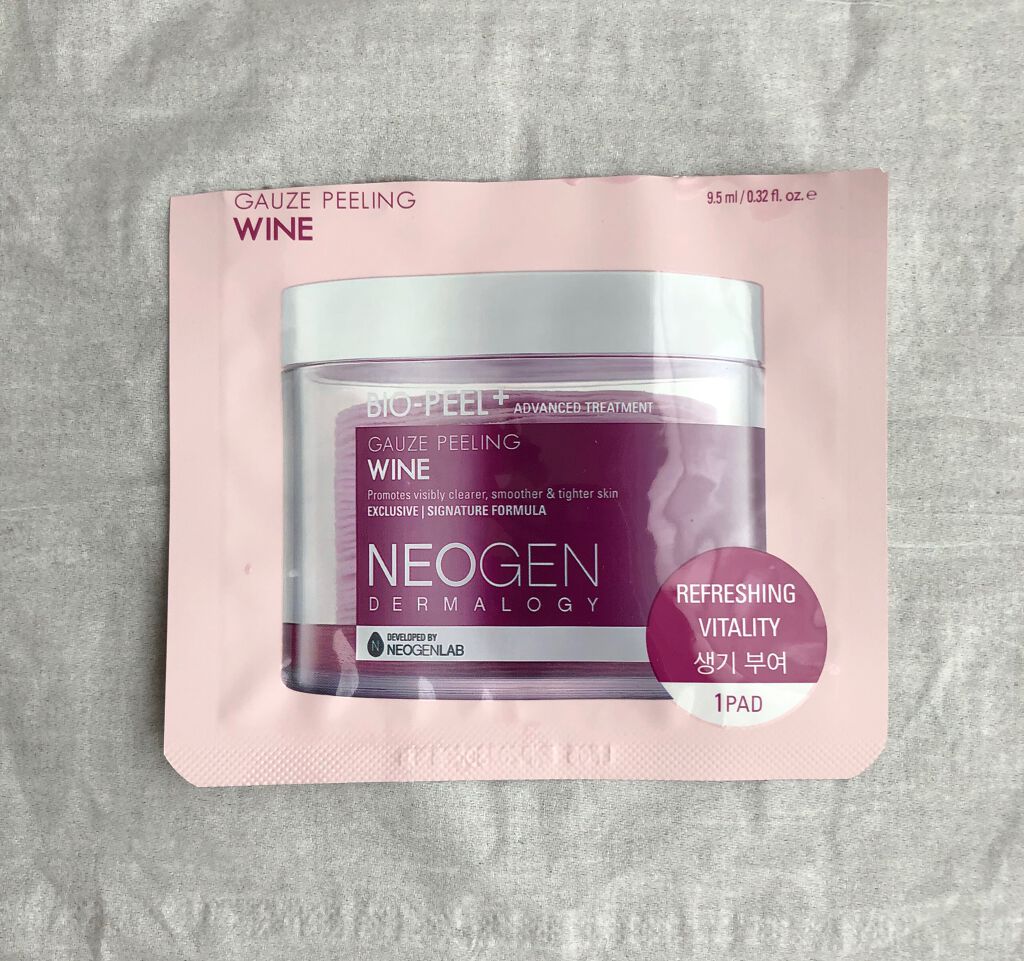 GAUZE PEELING
WINE
9.5 ml / 0.32 fl. oz. ℮
BIO-PEEL+ ADVANCED TREATMENT
GAUZE PEELING
WINE
Promotes visibly clearer, smoother & tighter skin
EXCLUSIVE | SIGNATURE FORMULA
NEOGEN
DERMALOGY
N
DEVELOPED BY
NEOGENLAB
REFRESHING
VITALITY
생기 부여
1PAD